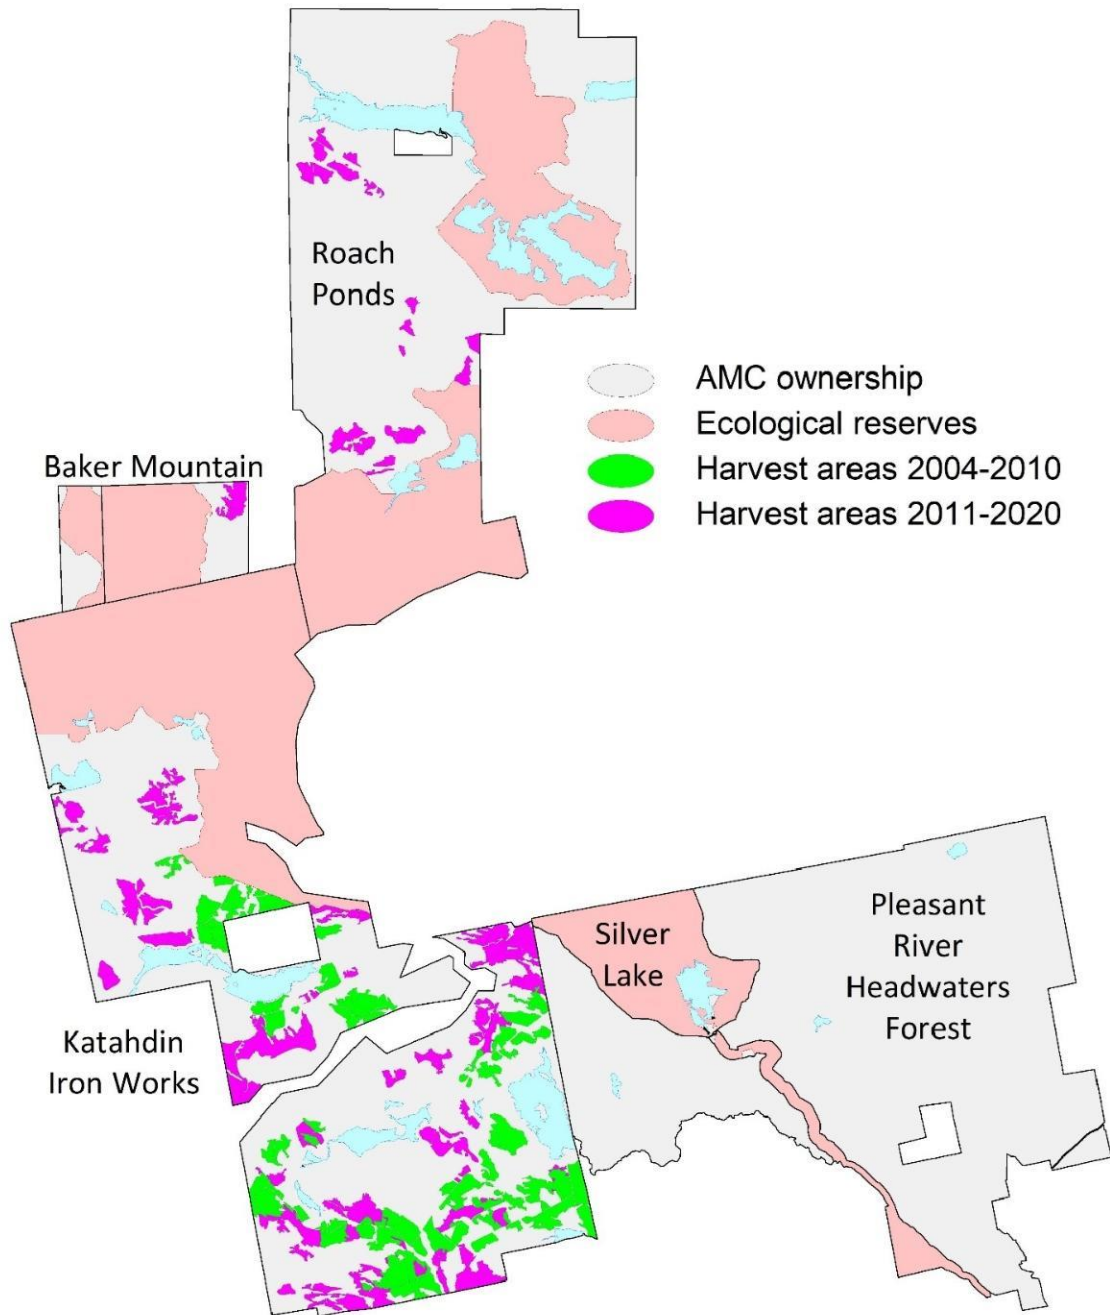 Roach
Ponds
AMC ownership
Ecological reserves
Harvest areas 2004-2010
Harvest areas 2011-2020
Baker Mountain
Silver
Lake
Pleasant
River
Headwaters
Forest
Katahdin
Iron Works